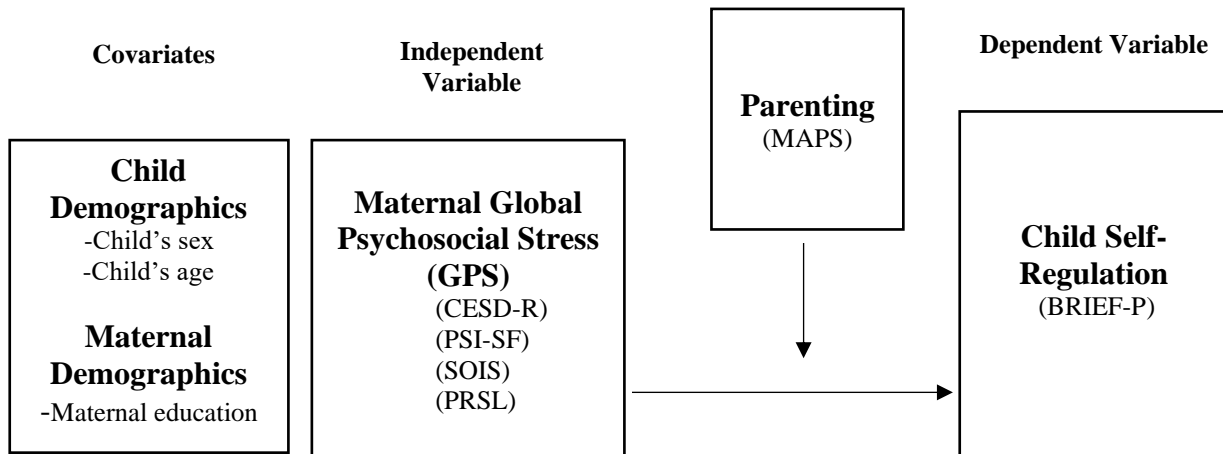 Covariates
Child
Demographics
-Child’s sex
-Child’s age
Maternal
Demographics
-Maternal education
Independent
Variable
Maternal Global
Psychosocial Stress
(GPS)
(CESD-R)
(PSI-SF)
(SOIS)
(PRSL)
Parenting
(MAPS)
Dependent Variable
Child Self-
Regulation
(BRIEF-P)